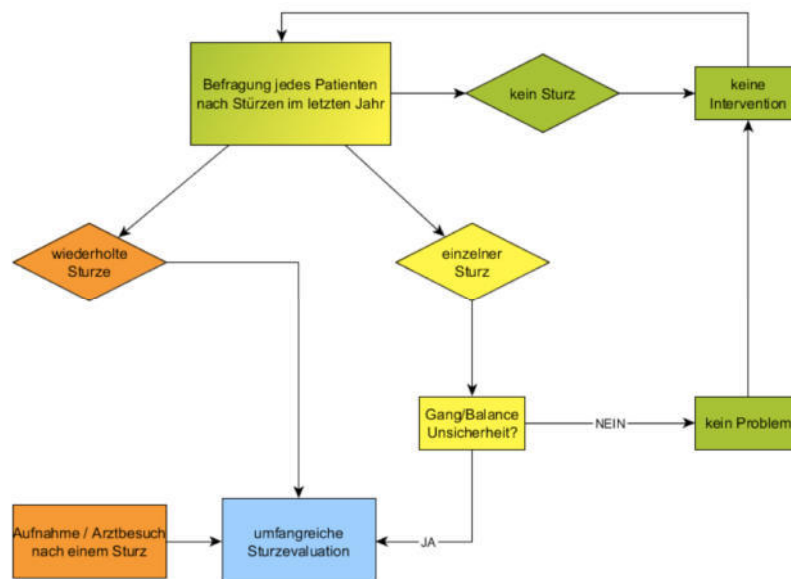 Befragung jedes Patienten
nach Stürzen im letzten Jahr
kein Sturz
keine
Intervention
wiederholte
Sturze
einzelner
Sturz
Gang/Balance
Unsicherheit?
NEIN
kein Problem
Aufnahme / Arztbesuch
nach einem Sturz
umfangreiche
Sturzevaluation
JA